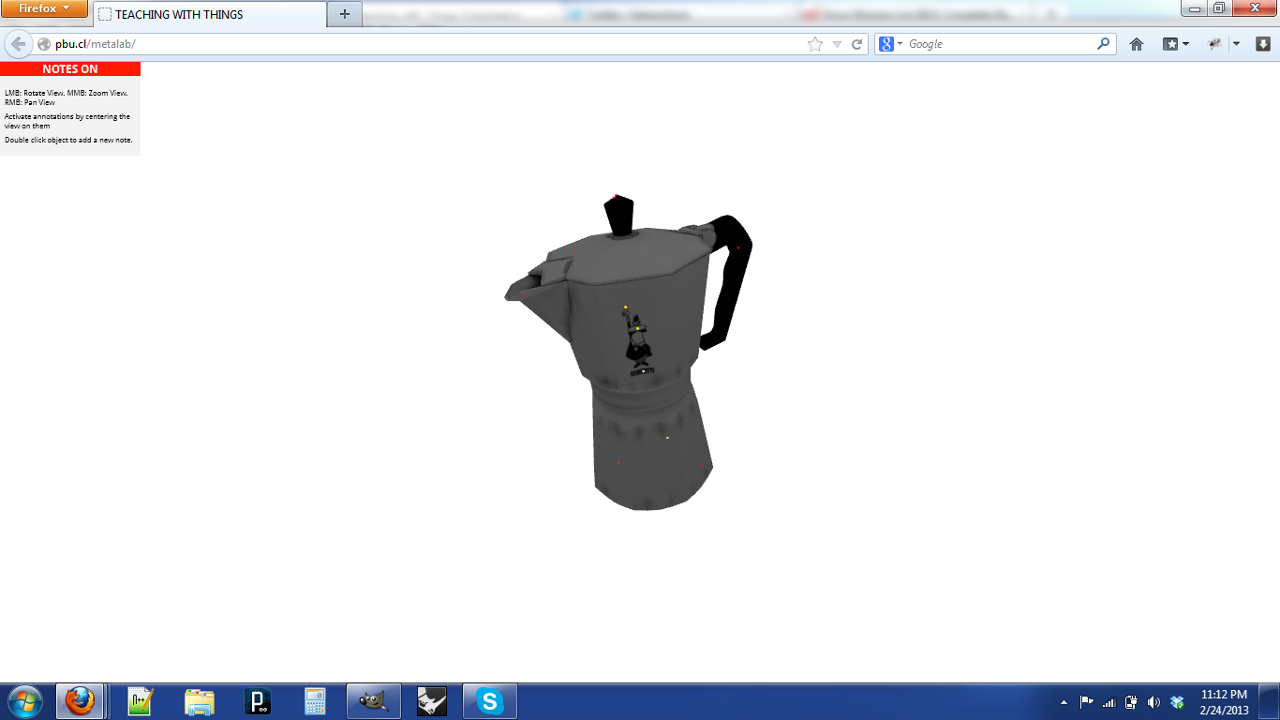 Firefox
TEACHING WITH THINGS
pbu.cl/metalab/
Google
NOTES ON
LMB: Rotate View. MMB: Zoom View.
RMB: Pan View
Activate annotations by centering the
view on them
Double click object to add a new note.
11:12 PM
2/24/2013